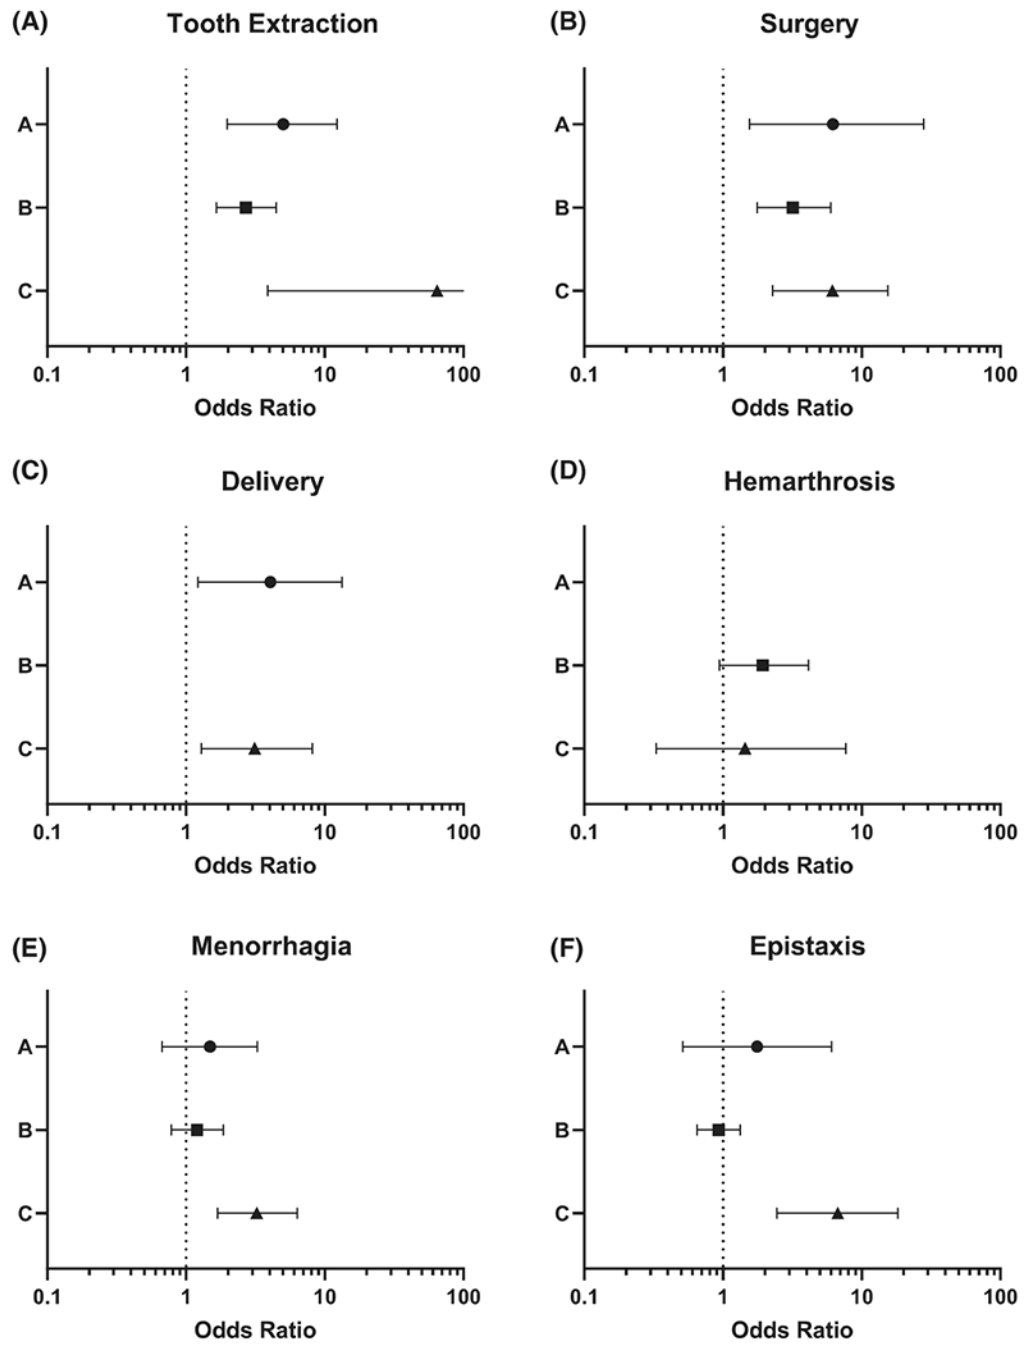 (A) Tooth Extraction
A
B
C
0.1 1 10 100
Odds Ratio
(B) Surgery
A
B
C
0.1 1 10 100
Odds Ratio
(C) Delivery
A
B
C
0.1 1 10 100
Odds Ratio
(D) Hemarthrosis
A
B
C
0.1 1 10 100
Odds Ratio
(E) Menorrhagia
A
B
C
0.1 1 10 100
Odds Ratio
(F) Epistaxis
A
B
C
0.1 1 10 100
Odds Ratio